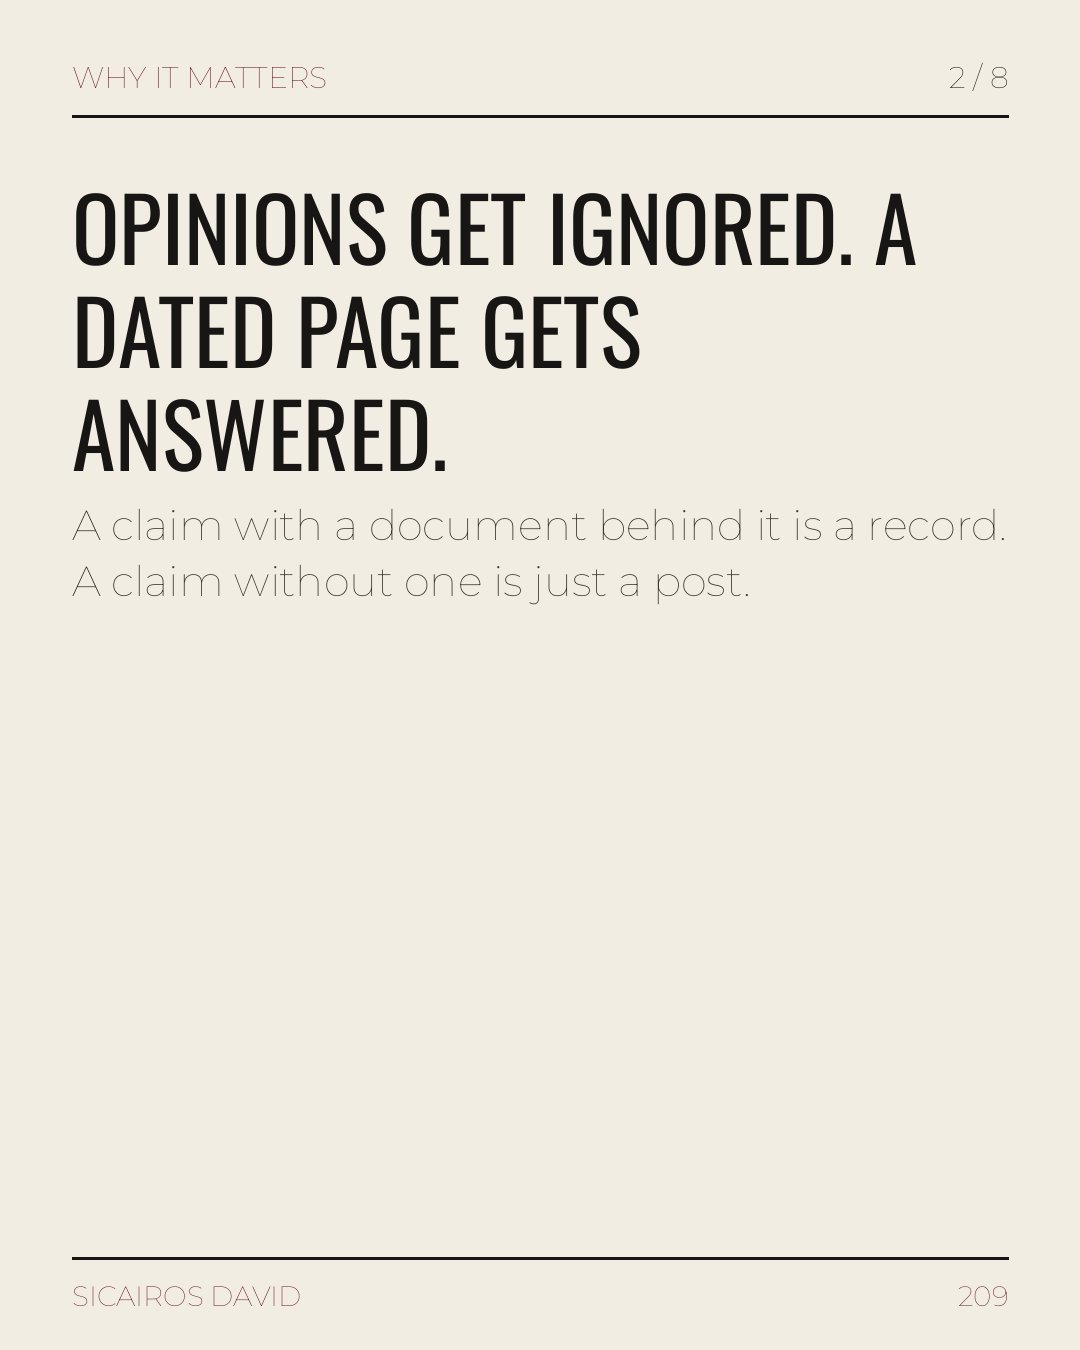 WHY IT MATTERS
2 / 8
OPINIONS GET IGNORED. A
DATED PAGE GETS
ANSWERED.
A claim with a document behind it is a record.
A claim without one is just a post.
SICAIROS DAVID
209